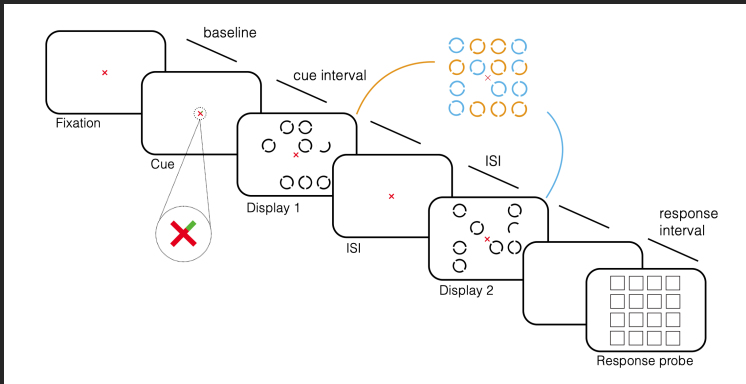 baseline
cue interval
ISI
response
interval
Fixation
Cue
Display 1
ISI
Display 2
Response probe